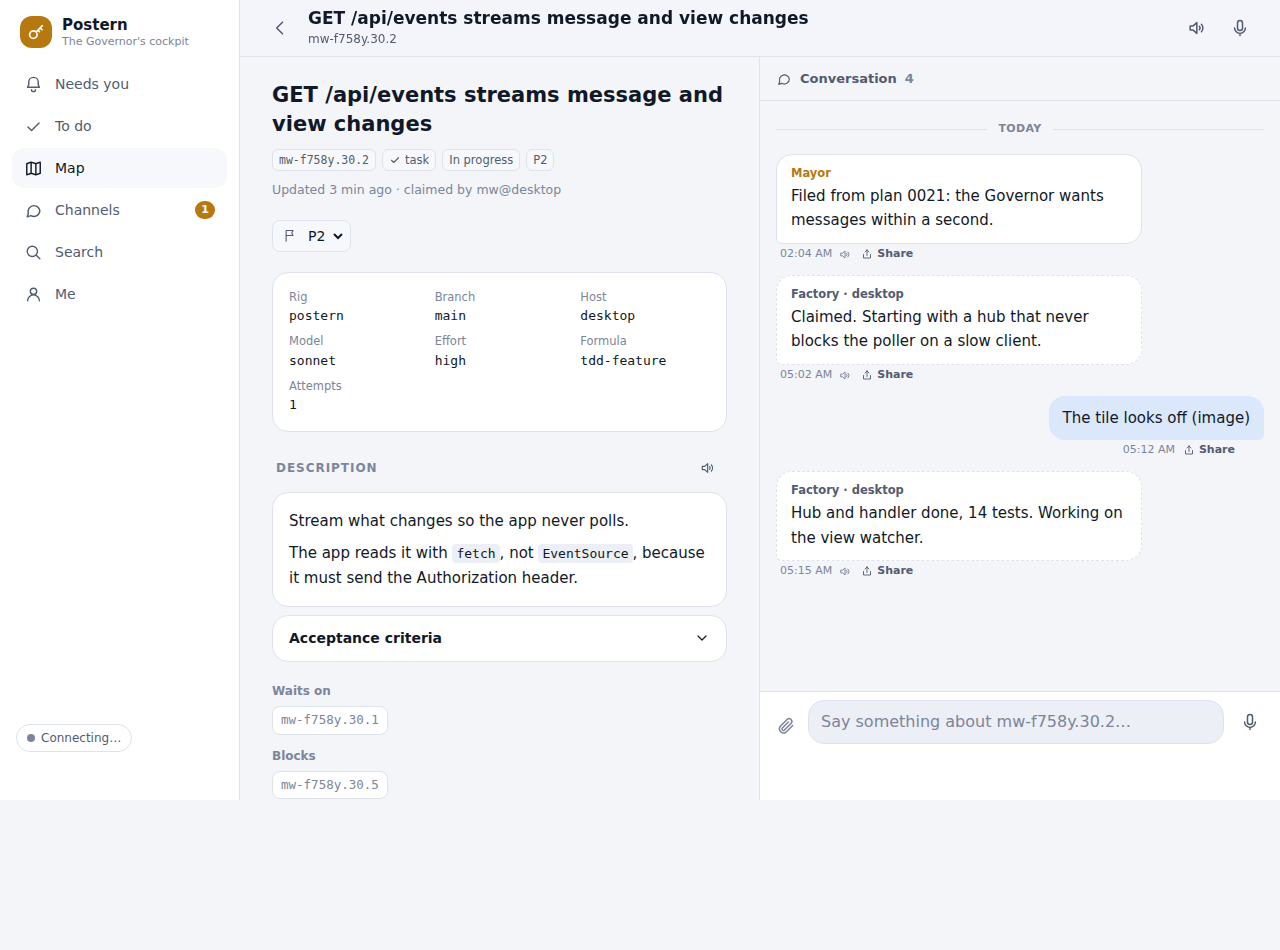 Postern
The Governor's cockpit
Needs you
To do
Map
Channels 1
Search
Me
Connecting…
GET /api/events streams message and view changes
mw-f758y.30.2
GET /api/events streams message and
view changes
mw-f758y.30.2 task In progress P2
Updated 3 min ago · claimed by mw@desktop
P2
Rig Branch Host
postern main desktop
Model Effort Formula
sonnet high tdd-feature
Attempts
1
DESCRIPTION
Stream what changes so the app never polls.
The app reads it with fetch, not EventSource, because
it must send the Authorization header.
Acceptance criteria
Waits on
mw-f758y.30.1
Blocks
mw-f758y.30.5
Conversation 4
TODAY
Mayor
Filed from plan 0021: the Governor wants
messages within a second.
02:04 AM Share
Factory · desktop
Claimed. Starting with a hub that never
blocks the poller on a slow client.
05:02 AM Share
The tile looks off (image)
05:12 AM Share
Factory · desktop
Hub and handler done, 14 tests. Working on
the view watcher.
05:15 AM Share
Say something about mw-f758y.30.2…